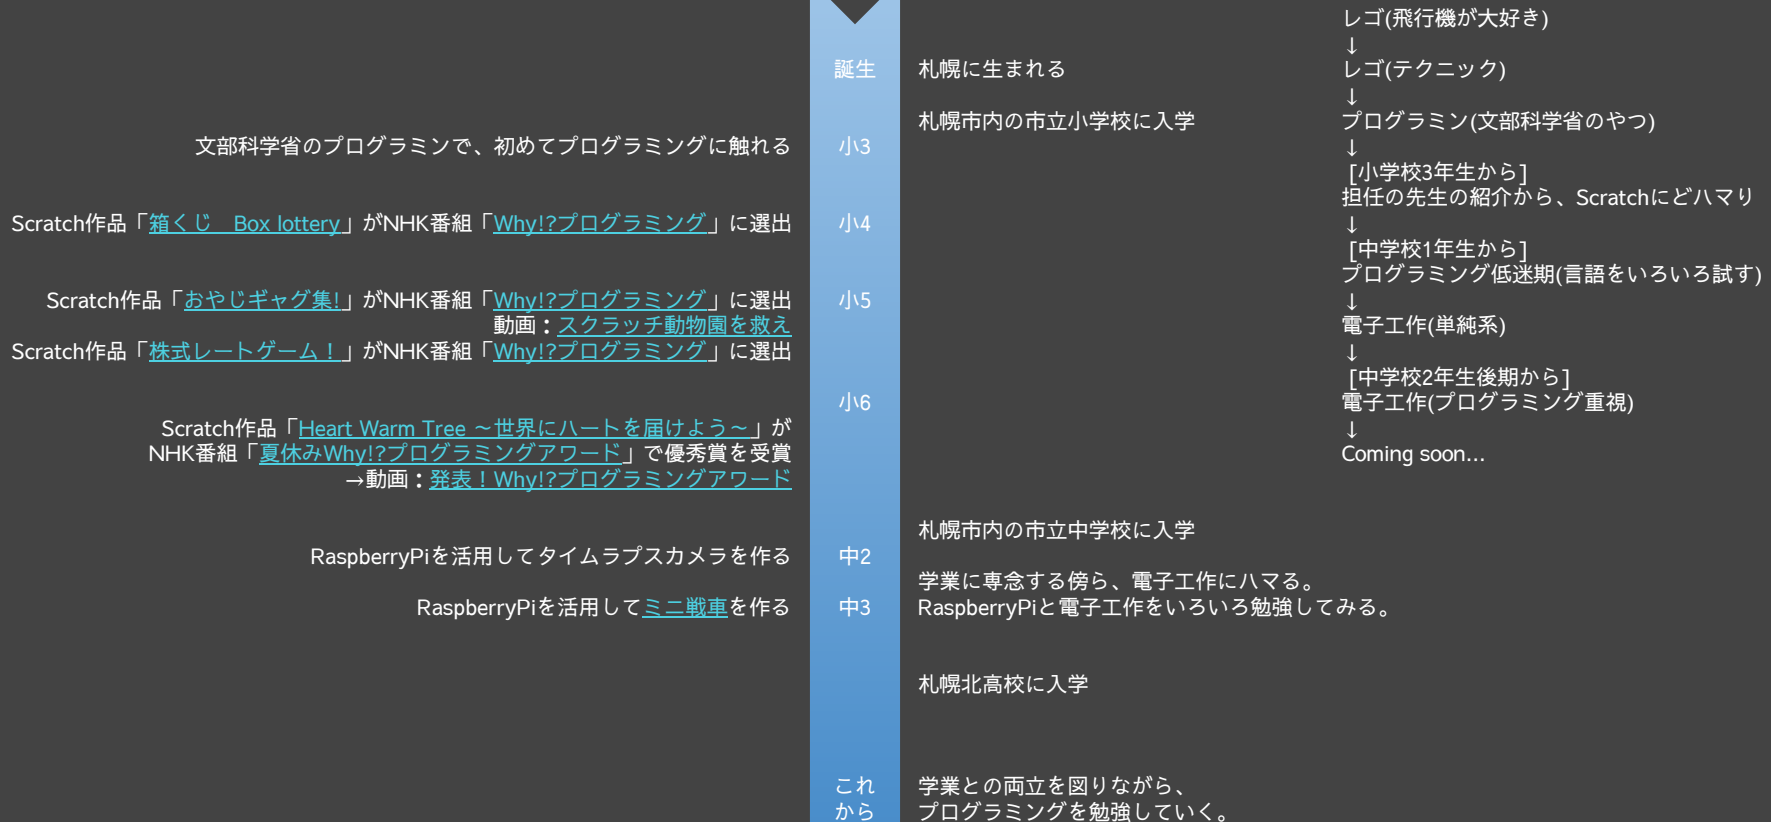 文部科学省のプログラミンで、初めてプログラミングに触れる
Scratch作品「箱くじ　Box lottery」がNHK番組「Why!?プログラミング」に選出
Scratch作品「おやじギャグ集!」がNHK番組「Why!?プログラミング」に選出
動画：スクラッチ動物園を救え
Scratch作品「株式レートゲーム！」がNHK番組「Why!?プログラミング」に選出
Scratch作品「Heart Warm Tree ～世界にハートを届けよう～」が
NHK番組「夏休みWhy!?プログラミングアワード」で優秀賞を受賞
→動画：発表！Why!?プログラミングアワード
RaspberryPiを活用してタイムラプスカメラを作る
RaspberryPiを活用してミニ戦車を作る
誕生
小3
小4
小5
小6
中2
中3
これ
から
札幌に生まれる
札幌市内の市立小学校に入学
札幌市内の市立中学校に入学
学業に専念する傍ら、電子工作にハマる。
RaspberryPiと電子工作をいろいろ勉強してみる。
札幌北高校に入学
学業との両立を図りながら、
プログラミングを勉強していく。
レゴ(飛行機が大好き)
↓
レゴ(テクニック)
↓
プログラミン(文部科学省のやつ)
↓
[小学校3年生から]
担任の先生の紹介から、Scratchにどハマり
↓
[中学校1年生から]
プログラミング低迷期(言語をいろいろ試す)
↓
電子工作(単純系)
↓
[中学校2年生後期から]
電子工作(プログラミング重視)
↓
Coming soon...